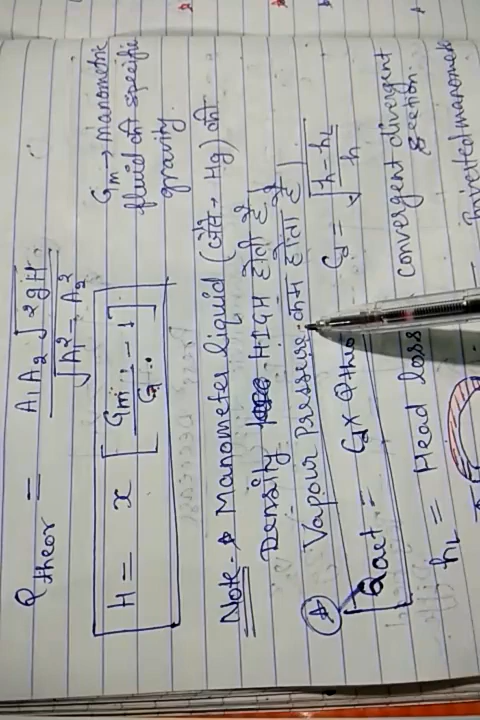 Q theor = A1A2 √2gH / √A1² - A2²
H = x [ Gm / G - 1 ]
Gm → manometric
fluid की specific
gravity
Note → Manometer liquid (जैसे → Hg) की
Density HIGH होती है|
Vapour Pressure कम होता है|
Qact = Cd x Qtheo
Cd = √ h - hL / h
hL = Head loss
convergent divergent
section.
Inverted manomete